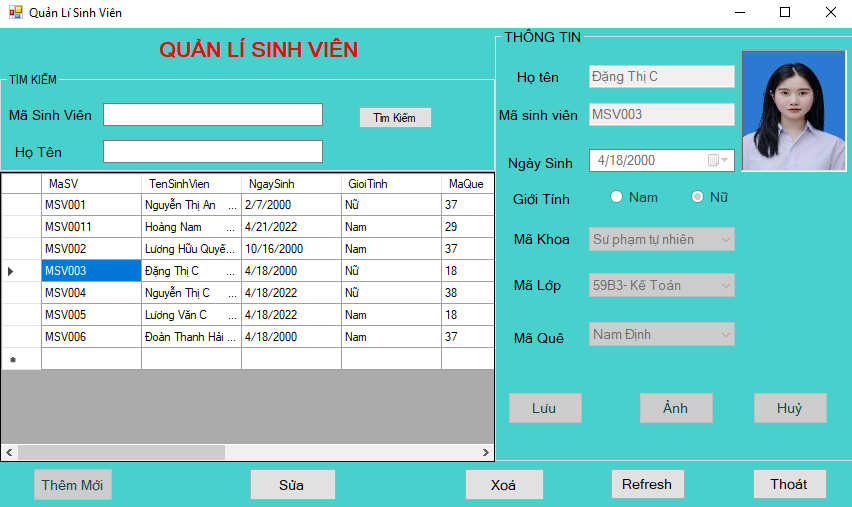 Quản Lí Sinh Viên
QUẢN LÍ SINH VIÊN
TÌM KIẾM
Mã Sinh Viên
Tìm Kiếm
Họ Tên
MaSV TenSinhVien NgaySinh GioiTinh MaQue
MSV001 Nguyễn Thị An ... 2/7/2000 Nữ 37
MSV0011 Hoàng Nam ... 4/21/2022 Nam 29
MSV002 Lương Hữu Quyế... 10/16/2000 Nam 37
MSV003 Đặng Thị C ... 4/18/2000 Nữ 18
MSV004 Nguyễn Thị C ... 4/18/2022 Nữ 38
MSV005 Lương Văn C ... 4/18/2022 Nam 18
MSV006 Đoàn Thanh Hải ... 4/18/2000 Nam 37
THÔNG TIN
Họ tên Đặng Thị C
Mã sinh viên MSV003
Ngày Sinh 4/18/2000
Giới Tính Nam Nữ
Mã Khoa Sư phạm tự nhiên
Mã Lớp 59B3- Kế Toán
Mã Quê Nam Định
Lưu Ảnh Huỷ
Thêm Mới Sửa Xoá Refresh Thoát